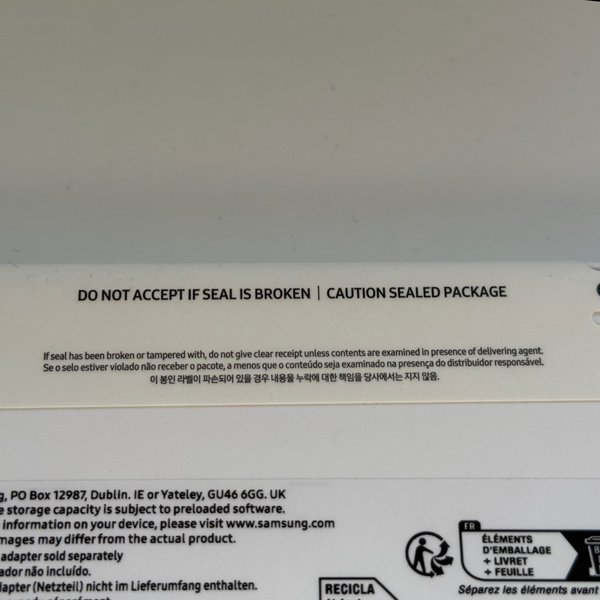 DO NOT ACCEPT IF SEAL IS BROKEN | CAUTION SEALED PACKAGE
If seal has been broken or tampered with, do not give clear receipt unless contents are examined in presence of delivering agent.
Se o selo estiver violado não receber o pacote, a menos que o conteúdo seja examinado na presença do distribuidor responsável.
이 봉인 라벨이 파손되어 있을 경우 내용물 누락에 대한 책임을 당사에서는 지지 않음.
PO Box 12987, Dublin. IE or Yateley, GU46 6GG. UK
storage capacity is subject to preloaded software.
information on your device, please visit www.samsung.com
may differ from the actual product.
adapter sold separately
não incluído.
(Netzteil) nicht im Lieferumfang enthalten.
FR
ÉLÉMENTS
D'EMBALLAGE
+ LIVRET
+ FEUILLE
Séparez les éléments avant
RECICLA